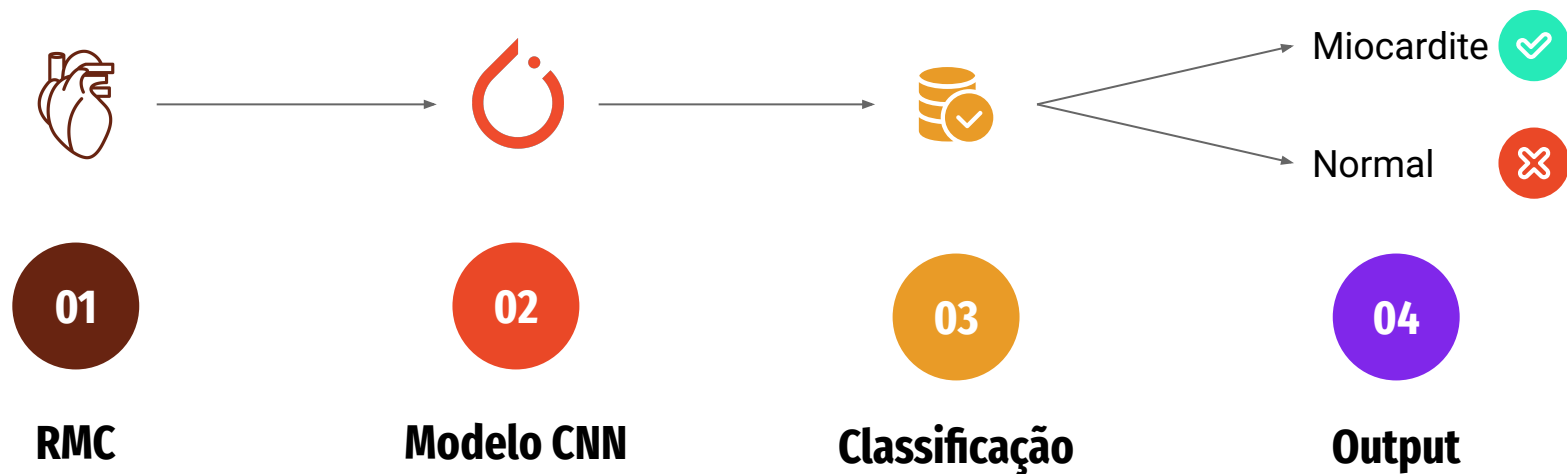 Miocardite
Normal
01
02
03
04
RMC
Modelo CNN
Classificação
Output